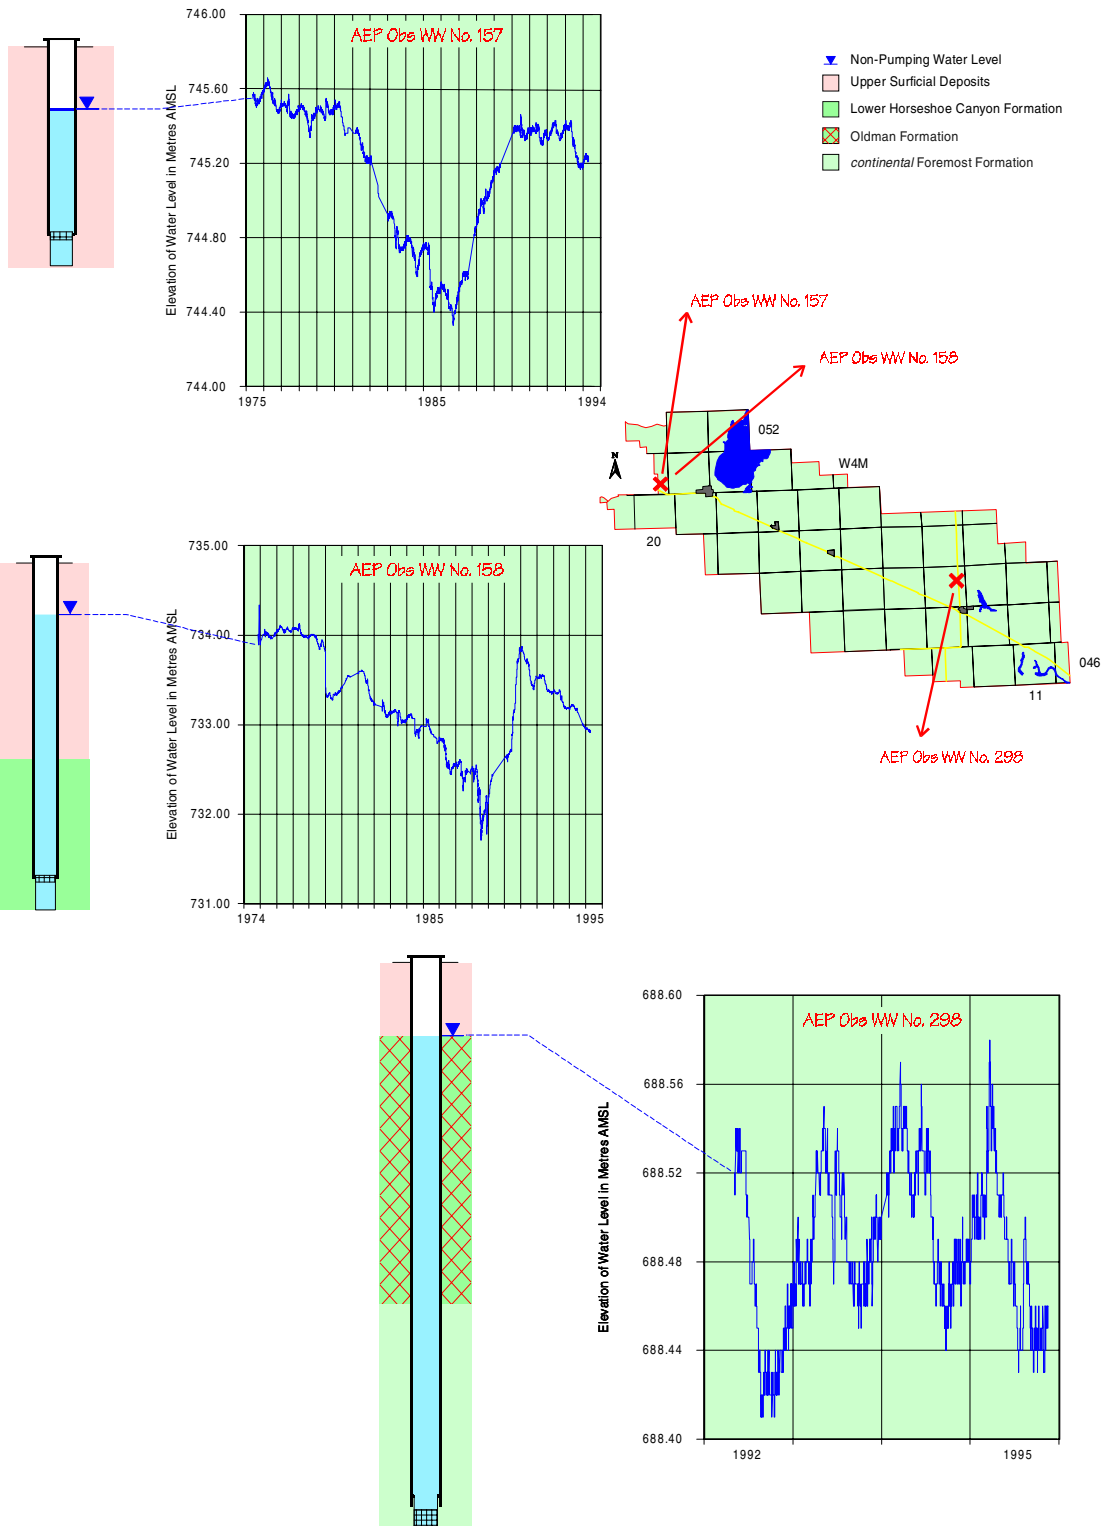 AEP Obs WW No. 157
746.00
745.60
745.20
744.80
744.40
744.00
Elevation of Water Level in Metres AMSL
1975
1985
1994
Non-Pumping Water Level
Upper Surficial Deposits
Lower Horseshoe Canyon Formation
Oldman Formation
continental Foremost Formation
AEP Obs WW No. 157
AEP Obs WW No. 158
052
W4M
N
20
046
11
AEP Obs WW No. 298
AEP Obs WW No. 158
735.00
734.00
733.00
732.00
731.00
Elevation of Water Level in Metres AMSL
1974
1985
1995
AEP Obs WW No. 298
688.60
688.56
688.52
688.48
688.44
688.40
Elevation of Water Level in Metres AMSL
1992
1995